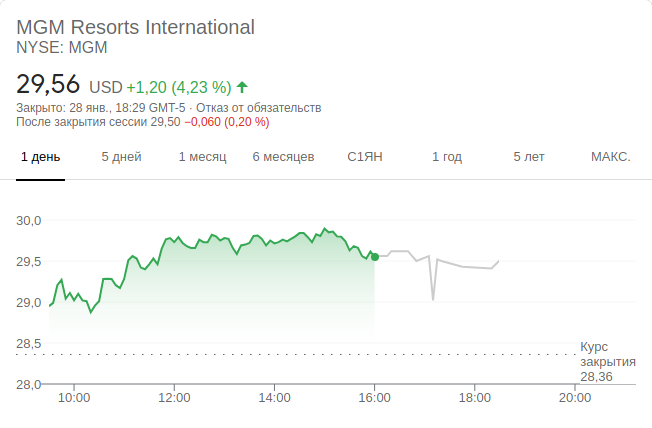 MGM Resorts International
NYSE: MGM
29,56 USD +1,20 (4,23 %)
Закрыто: 28 янв., 18:29 GMT-5 · Отказ от обязательств
После закрытия сессии 29,50 −0,060 (0,20 %)
1 день 5 дней 1 месяц 6 месяцев С1ЯН 1 год 5 лет МАКС.
30,0
29,5
29,0
28,5
Курс
закрытия
28,36
28,0
10:00 12:00 14:00 16:00 18:00 20:00